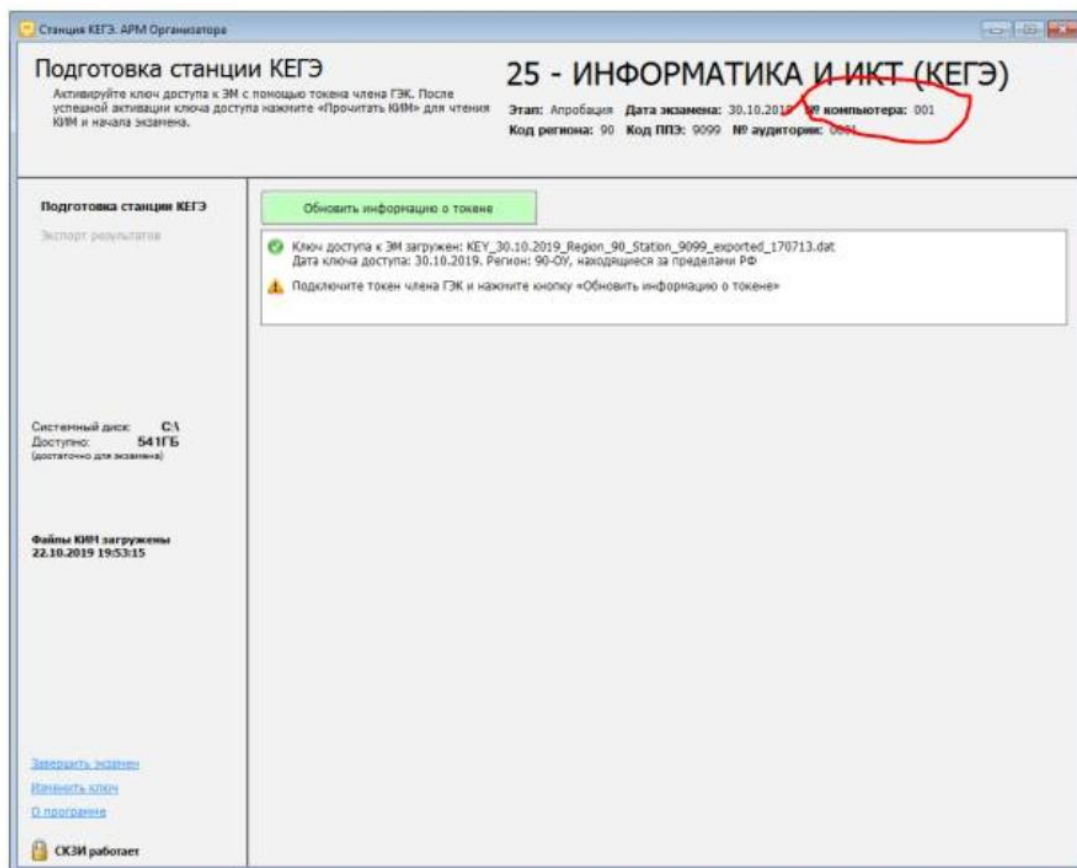 Станция КЕГЭ. АРМ Организатора
Подготовка станции КЕГЭ
Активируйте ключ доступа к ЭМ с помощью токена члена ГЭК. После
успешной активации ключа доступа нажмите «Прочитать КИМ» для чтения
КИМ и начала экзамена.
25 - ИНФОРМАТИКА И ИКТ (КЕГЭ)
Этап: Апробация Дата экзамена: 30.10.2019 № компьютера: 001
Код региона: 90 Код ППЭ: 9099 № аудитории: 0001
Подготовка станции КЕГЭ
Экспорт результатов
Обновить информацию о токене
Ключ доступа к ЭМ загружен: KEY_30.10.2019_Region_90_Station_9099_exported_170713.dat
Дата ключа доступа: 30.10.2019. Регион: 90-ОУ, находящиеся за пределами РФ
Подключите токен члена ГЭК и нажмите кнопку «Обновить информацию о токене»
Системный диск: C:\
Доступно: 541ГБ
(достаточно для экзамена)
Файлы КИМ загружены
22.10.2019 19:53:15
Завершить экзамен
Изменить ключ
О программе
СКЗИ работает